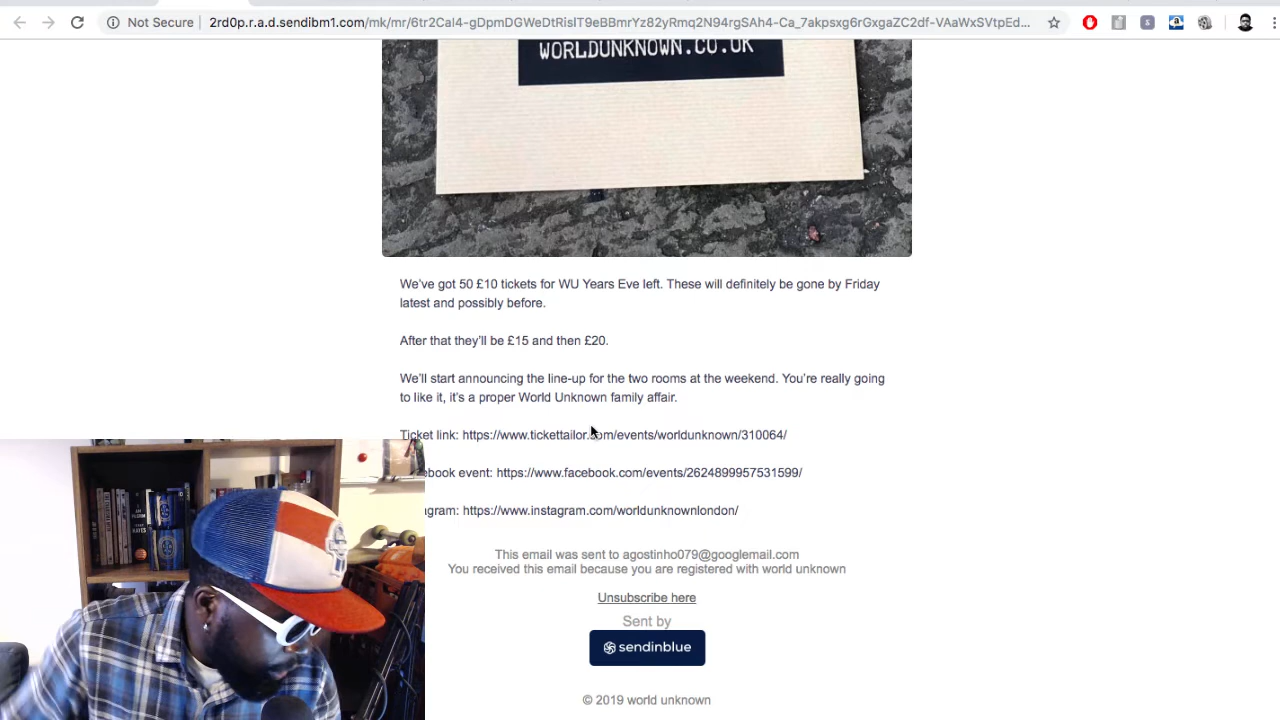 Not Secure
2rd0p.r.a.d.sendibm1.com/mk/mr/6tr2CaI4-gDpmDGWeDtRisIT9eBBmrYz82yRmq2N94rgSAh4-Ca_7akpsxg6rGxgaZC2df-VAaWxSVtpEd...
WORLDUNKNOWN.CO.UK
We've got 50 £10 tickets for WU Years Eve left. These will definitely be gone by Friday
latest and possibly before.
After that they'll be £15 and then £20.
We'll start announcing the line-up for the two rooms at the weekend. You're really going
to like it, it's a proper World Unknown family affair.
Ticket link: https://www.tickettailor.com/events/worldunknown/310064/
ebook event: https://www.facebook.com/events/2624899957531599/
agram: https://www.instagram.com/worldunknownlondon/
This email was sent to agostinho079@googlemail.com
You received this email because you are registered with world unknown
Unsubscribe here
Sent by
sendinblue
© 2019 world unknown